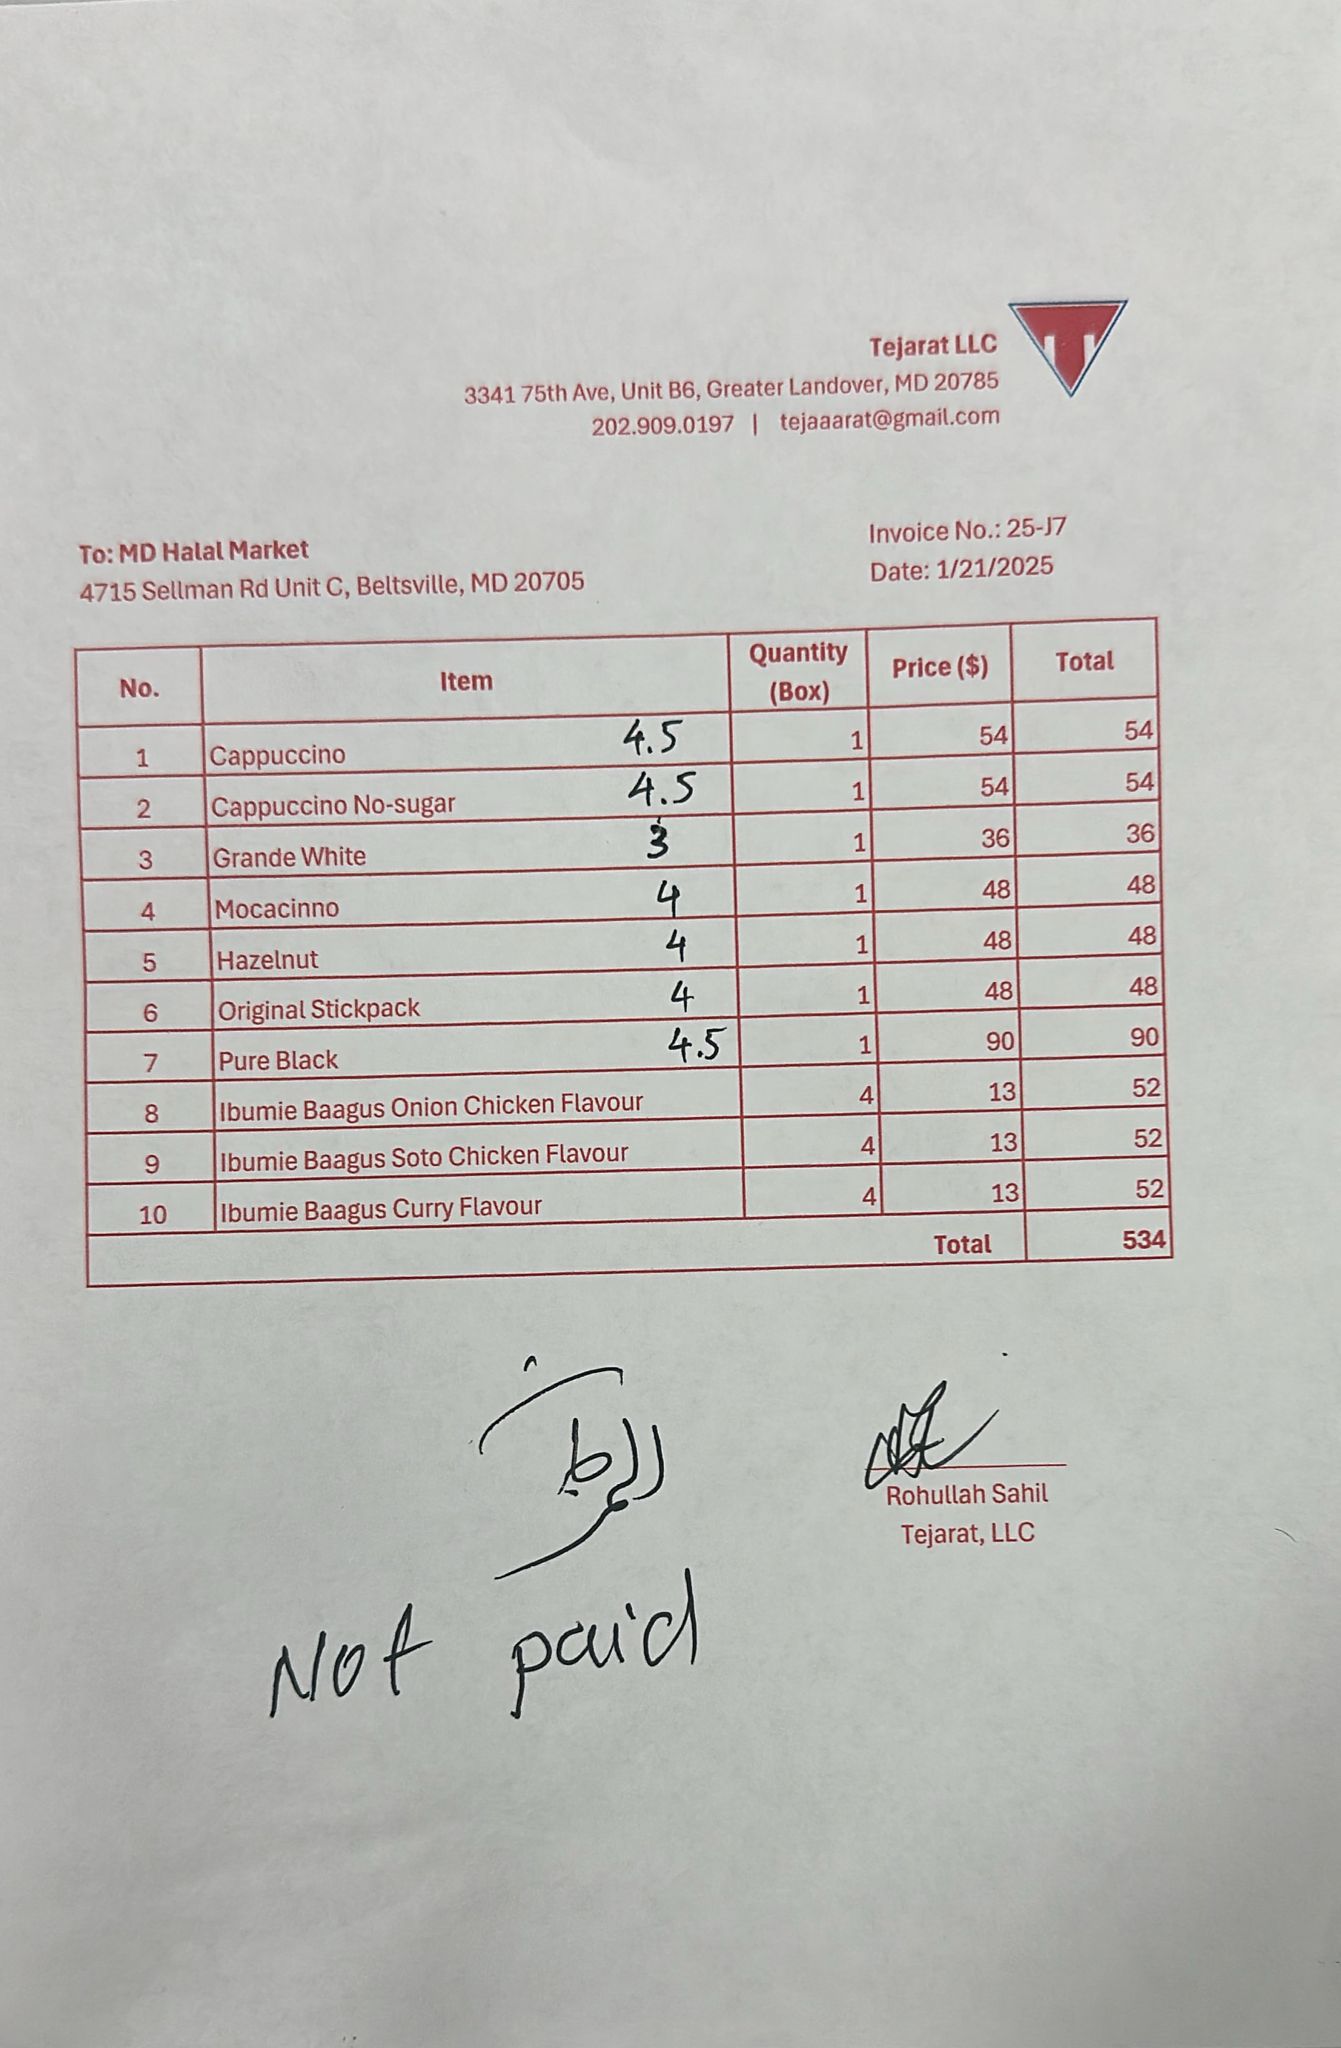 Tejarat LLC
3341 75th Ave, Unit B6, Greater Landover, MD 20785
202.909.0197 | tejaaarat@gmail.com
To: MD Halal Market
4715 Sellman Rd Unit C, Beltsville, MD 20705
Invoice No.: 25-J7
Date: 1/21/2025
No. Item Quantity (Box) Price ($) Total
1 Cappuccino 4.5 1 54 54
2 Cappuccino No-sugar 4.5 1 54 54
3 Grande White 3 1 36 36
4 Mocacinno 4 1 48 48
5 Hazelnut 4 1 48 48
6 Original Stickpack 4 1 48 48
7 Pure Black 4.5 1 90 90
8 Ibumie Baagus Onion Chicken Flavour 4 13 52
9 Ibumie Baagus Soto Chicken Flavour 4 13 52
10 Ibumie Baagus Curry Flavour 4 13 52
Total 534
Rohullah Sahil
Tejarat, LLC
Not paid